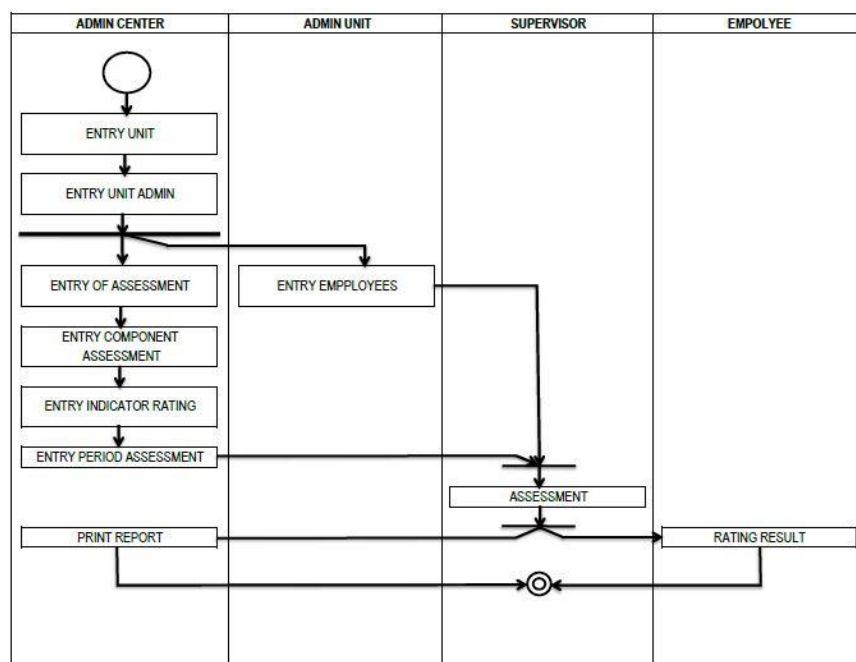 ADMIN CENTER
ADMIN UNIT
SUPERVISOR
EMPOLYEE
ENTRY UNIT
ENTRY UNIT ADMIN
ENTRY OF ASSESSMENT
ENTRY EMPPLOYEES
ENTRY COMPONENT
ASSESSMENT
ENTRY INDICATOR RATING
ENTRY PERIOD ASSESSMENT
ASSESSMENT
PRINT REPORT
RATING RESULT